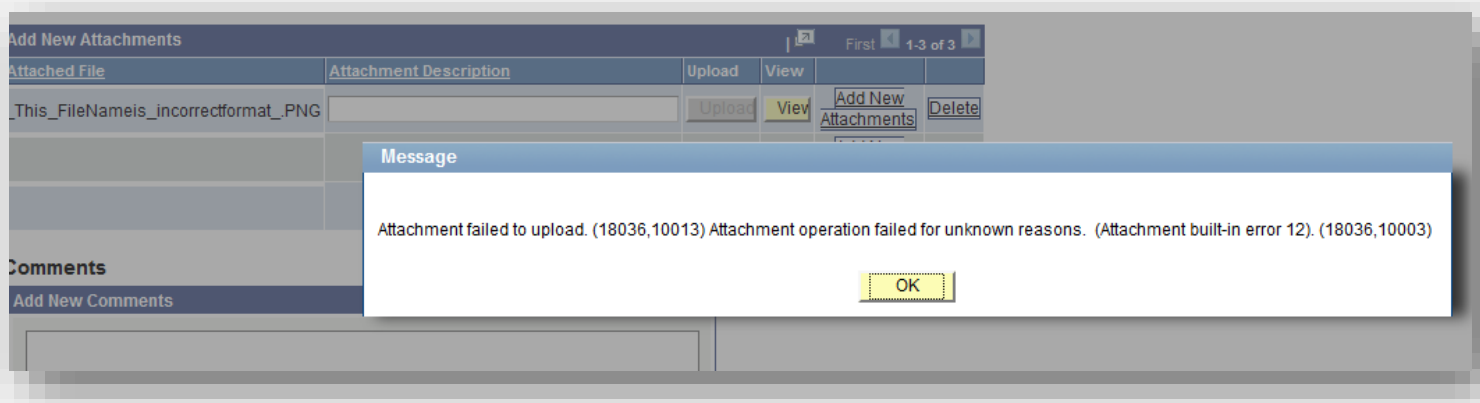 Add New Attachments
| First 1-3 of 3
Attached File Attachment Description Upload View
_This_FileNameis_incorrectformat_.PNG Upload View Add New Attachments Delete
Message
Attachment failed to upload. (18036,10013) Attachment operation failed for unknown reasons.  (Attachment built-in error 12). (18036,10003)
OK
Comments
Add New Comments